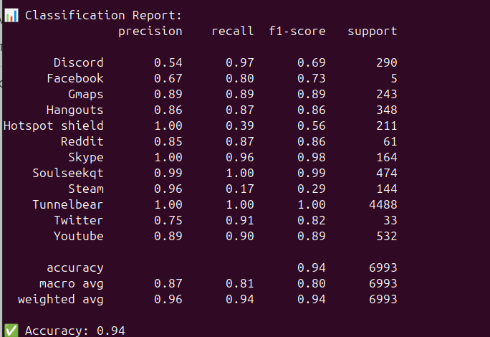 📊 Classification Report:
precision recall f1-score support
Discord 0.54 0.97 0.69 290
Facebook 0.67 0.80 0.73 5
Gmaps 0.89 0.89 0.89 243
Hangouts 0.86 0.87 0.86 348
Hotspot shield 1.00 0.39 0.56 211
Reddit 0.85 0.87 0.86 61
Skype 1.00 0.96 0.98 164
Soulseekqt 0.99 1.00 0.99 474
Steam 0.96 0.17 0.29 144
Tunnelbear 1.00 1.00 1.00 4488
Twitter 0.75 0.91 0.82 33
Youtube 0.89 0.90 0.89 532
accuracy 0.94 6993
macro avg 0.87 0.81 0.80 6993
weighted avg 0.96 0.94 0.94 6993
✅ Accuracy: 0.94